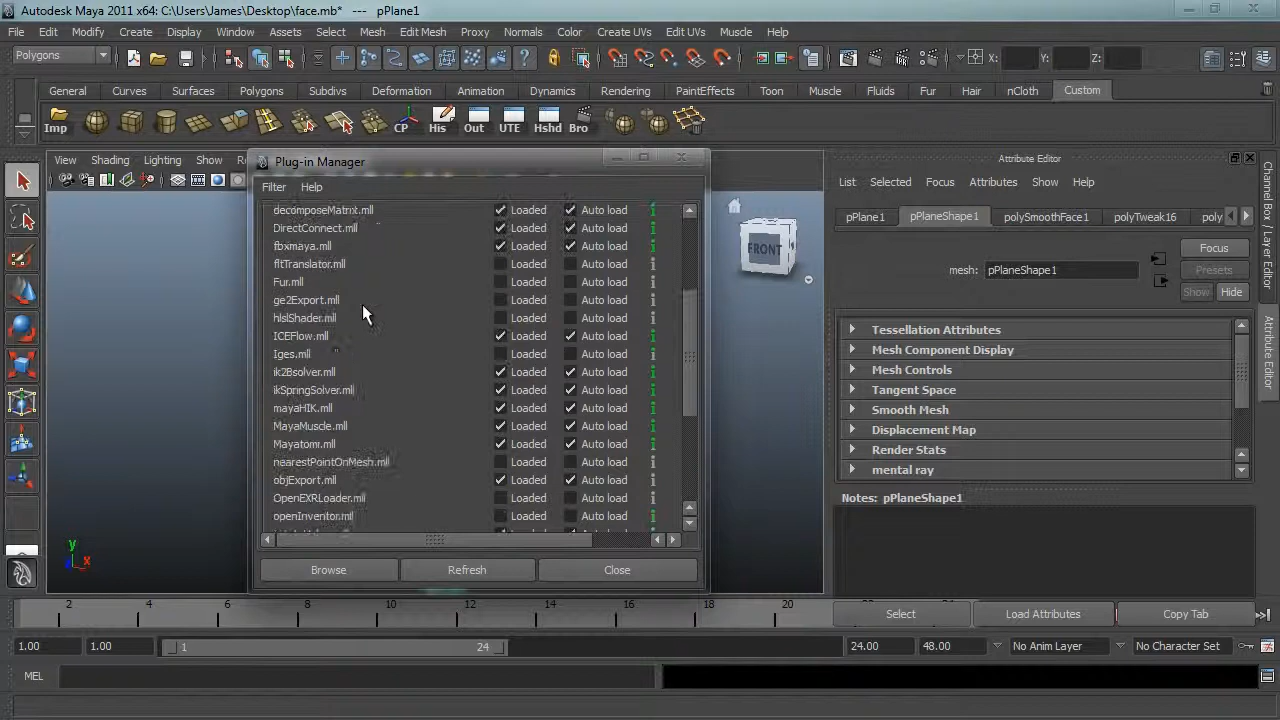 Autodesk Maya 2011 x64: C:\Users\James\Desktop\face.mb*   ---   pPlane1
File Edit Modify Create Display Window Assets Select Mesh Edit Mesh Proxy Normals Color Create UVs Edit UVs Muscle Help
Polygons X: Y: Z:
General Curves Surfaces Polygons Subdivs Deformation Animation Dynamics Rendering PaintEffects Toon Muscle Fluids Fur Hair nCloth Custom
Imp CP His Out UTE Hshd Bro
View Shading Lighting Show
Plug-in Manager
Filter Help
decomposeMatrix.mll Loaded Auto load
DirectConnect.mll Loaded Auto load
fbxmaya.mll Loaded Auto load
fltTranslator.mll Loaded Auto load
Fur.mll Loaded Auto load
ge2Export.mll Loaded Auto load
hlslShader.mll Loaded Auto load
ICEFlow.mll Loaded Auto load
Iges.mll Loaded Auto load
ik2Bsolver.mll Loaded Auto load
ikSpringSolver.mll Loaded Auto load
mayaHIK.mll Loaded Auto load
MayaMuscle.mll Loaded Auto load
Mayatomr.mll Loaded Auto load
nearestPointOnMesh.mll Loaded Auto load
objExport.mll Loaded Auto load
OpenEXRLoader.mll Loaded Auto load
openInventor.mll Loaded Auto load
Browse Refresh Close
FRONT
y
x
Attribute Editor
List Selected Focus Attributes Show Help
pPlane1 pPlaneShape1 polySmoothFace1 polyTweak16 poly
Focus
mesh: pPlaneShape1 Presets
Show Hide
Tessellation Attributes
Mesh Component Display
Mesh Controls
Tangent Space
Smooth Mesh
Displacement Map
Render Stats
mental ray
Notes: pPlaneShape1
Select Load Attributes Copy Tab
Channel Box / Layer Editor
Attribute Editor
2 4 6 8 10 12 14 16 18 20
1.00 1.00 1 24 24.00 48.00 No Anim Layer No Character Set
MEL